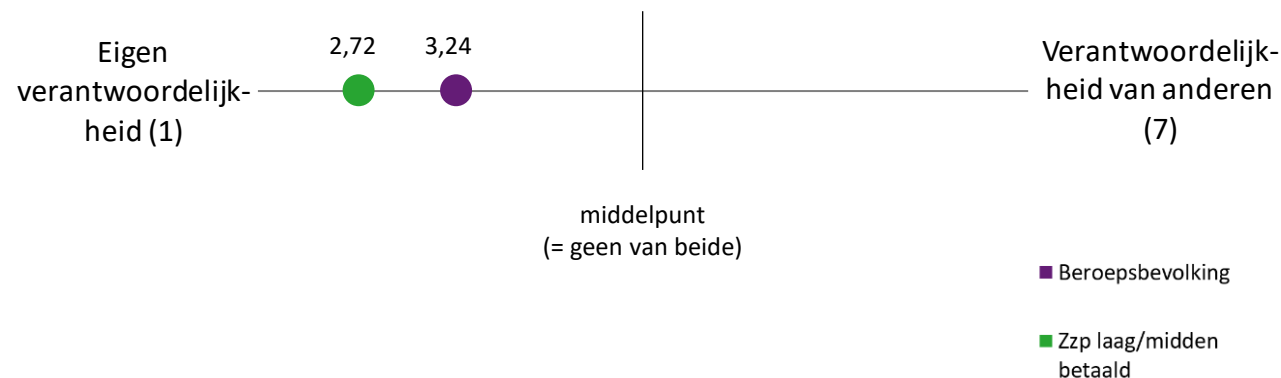 Eigen
verantwoordelijk-
heid (1)
2,72
3,24
Verantwoordelijk-
heid van anderen
(7)
middelpunt
(= geen van beide)
Beroepsbevolking
Zzp laag/midden
betaald